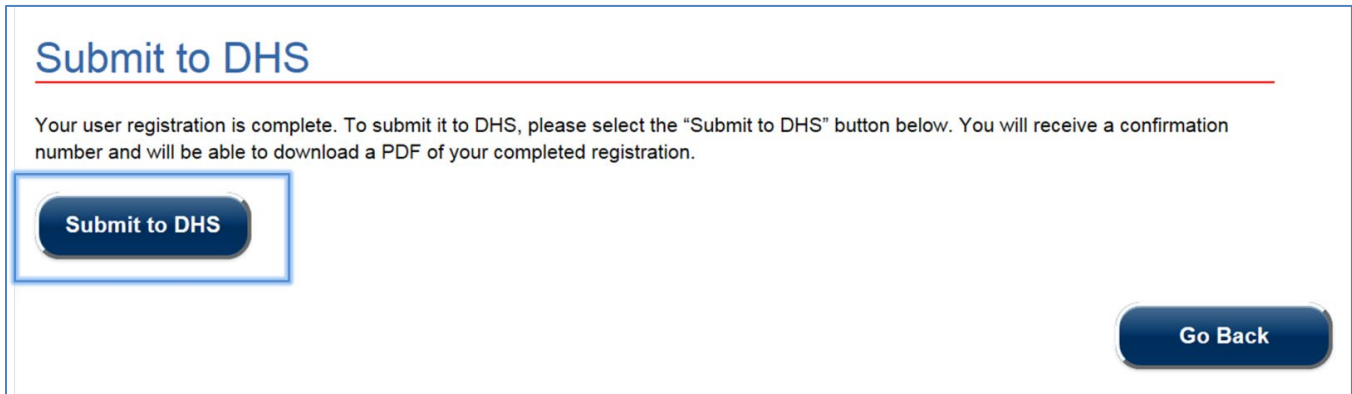 Submit to DHS
Your user registration is complete. To submit it to DHS, please select the “Submit to DHS” button below. You will receive a confirmation
number and will be able to download a PDF of your completed registration.
Submit to DHS
Go Back